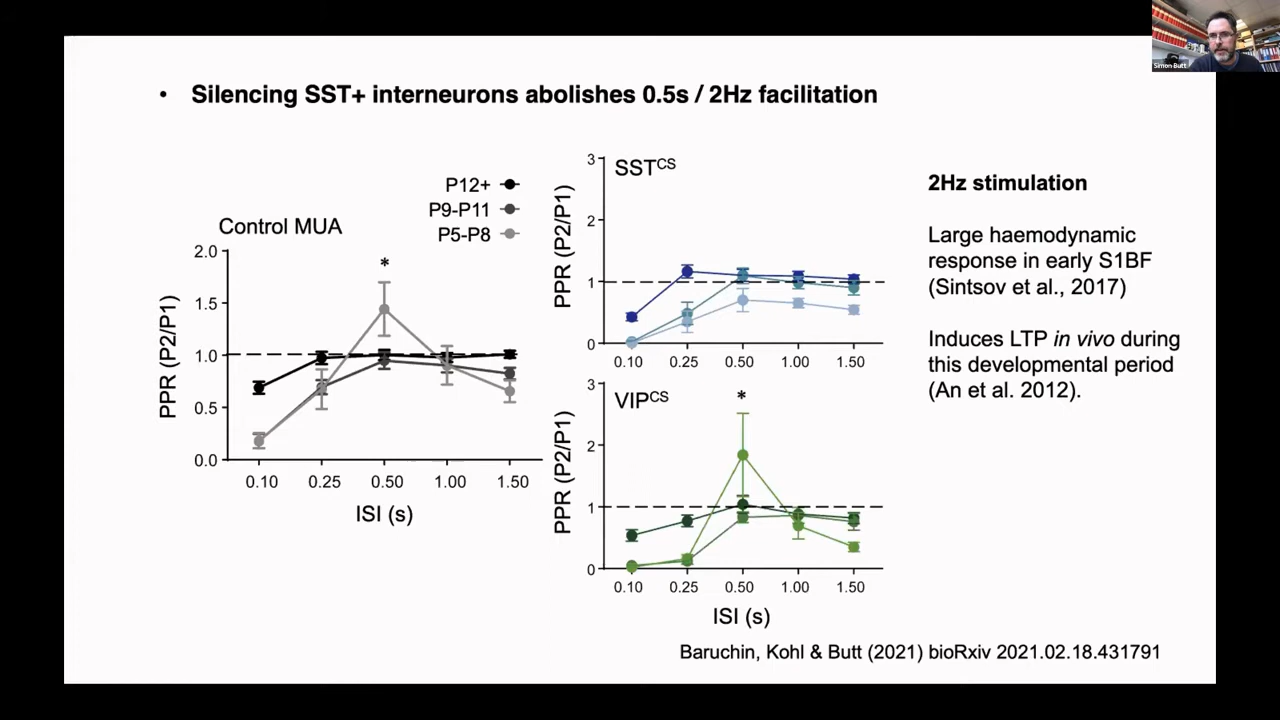 Simon Butt
• Silencing SST+ interneurons abolishes 0.5s / 2Hz facilitation
P12+
P9-P11
P5-P8
Control MUA
2.0
1.5
1.0
0.5
0.0
PPR (P2/P1)
*
0.10 0.25 0.50 1.00 1.50
ISI (s)
SSTCS
3
2
1
0
PPR (P2/P1)
0.10 0.25 0.50 1.00 1.50
VIPCS
*
3
2
1
0
PPR (P2/P1)
0.10 0.25 0.50 1.00 1.50
ISI (s)
2Hz stimulation
Large haemodynamic
response in early S1BF
(Sintsov et al., 2017)
Induces LTP in vivo during
this developmental period
(An et al. 2012).
Baruchin, Kohl & Butt (2021) bioRxiv 2021.02.18.431791